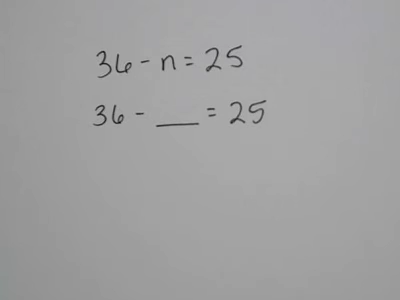 36 - n = 25
36 - ___ = 25